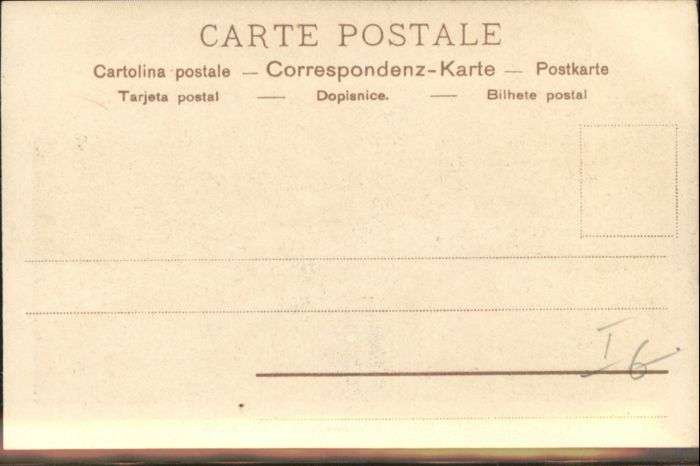 CARTE POSTALE
Cartolina postale — Correspondenz-Karte — Postkarte
Tarjeta postal — Dopisnice. — Bilhete postal
I 6